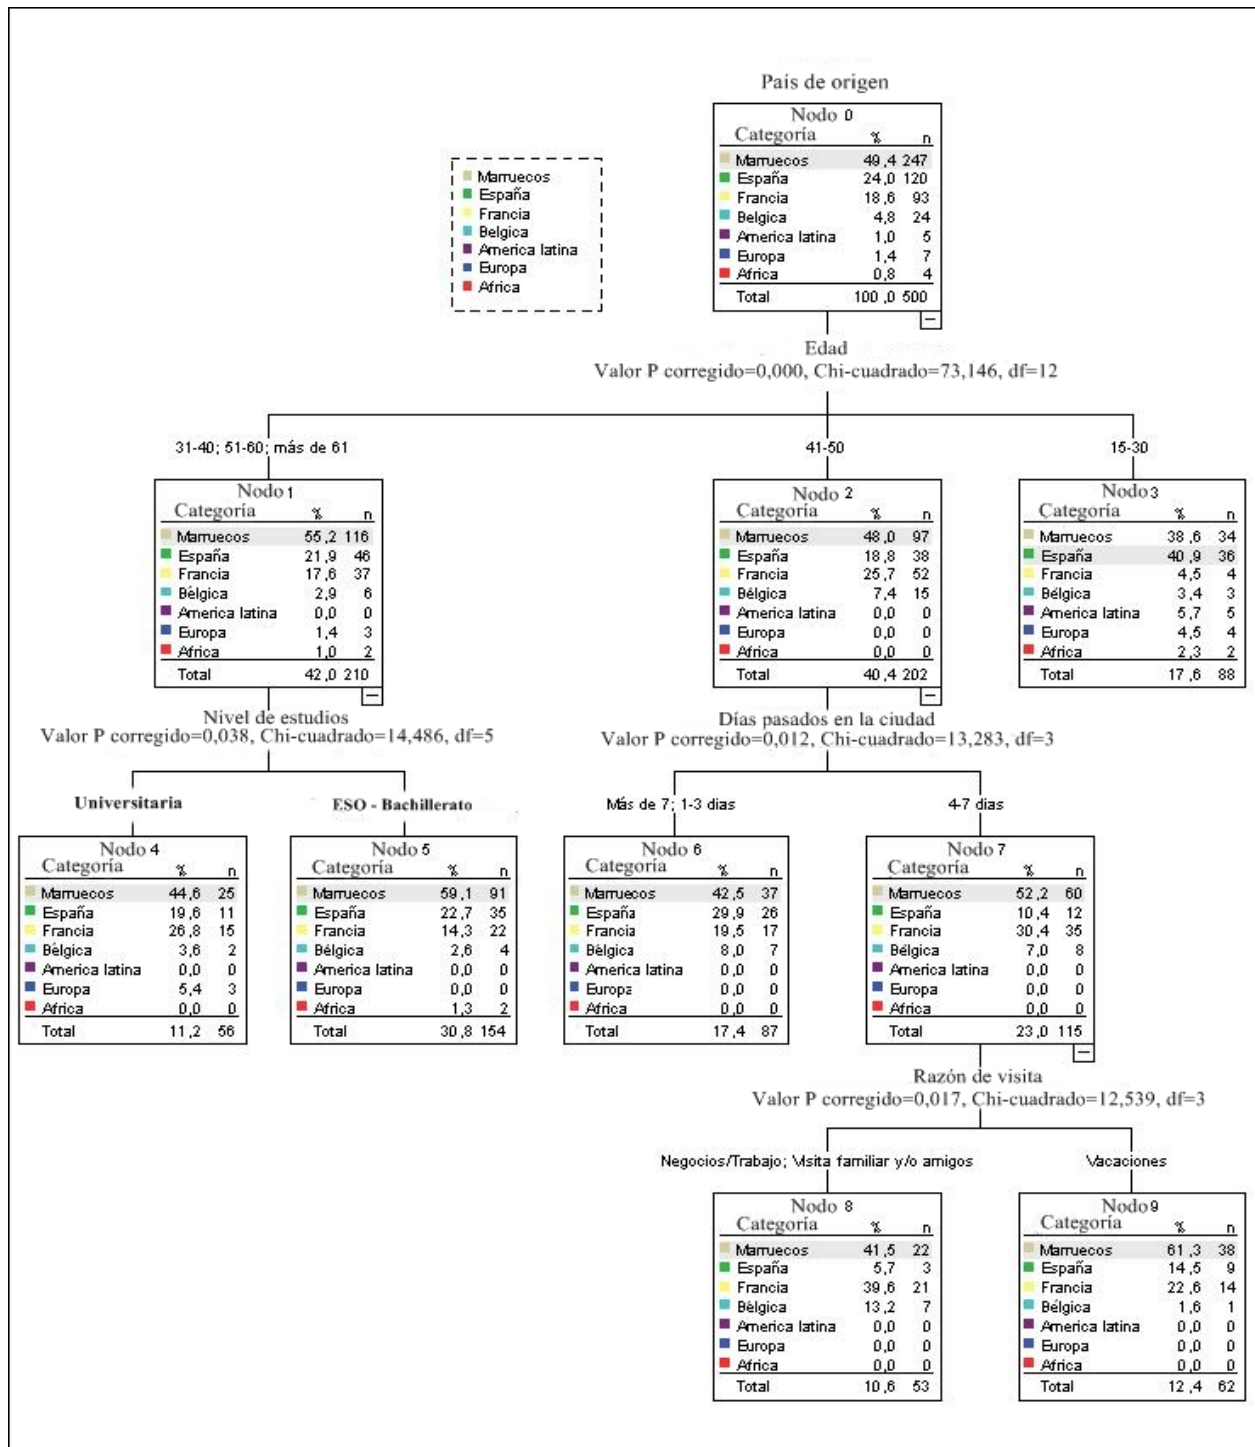 País de origen
Nodo 0
Categoría % n
Marruecos 49,4 247
España 24,0 120
Francia 18,6 93
Belgica 4,8 24
America latina 1,0 5
Europa 1,4 7
Africa 0,8 4
Total 100,0 500
Marruecos
España
Francia
Belgica
America latina
Europa
Africa
Edad
Valor P corregido=0,000, Chi-cuadrado=73,146, df=12
31-40; 51-60; más de 61
41-50
15-30
Nodo 1
Categoría % n
Marruecos 55,2 116
España 21,9 46
Francia 17,6 37
Bélgica 2,9 6
America latina 0,0 0
Europa 1,4 3
Africa 1,0 2
Total 42,0 210
Nodo 2
Categoría % n
Marruecos 48,0 97
España 18,8 38
Francia 25,7 52
Bélgica 7,4 15
America latina 0,0 0
Europa 0,0 0
Africa 0,0 0
Total 40,4 202
Nodo 3
Categoría % n
Marruecos 38,6 34
España 40,9 36
Francia 4,5 4
Bélgica 3,4 3
America latina 5,7 5
Europa 4,5 4
Africa 2,3 2
Total 17,6 88
Nivel de estudios
Valor P corregido=0,038, Chi-cuadrado=14,486, df=5
Días pasados en la ciudad
Valor P corregido=0,012, Chi-cuadrado=13,283, df=3
Universitaria
ESO - Bachillerato
Más de 7; 1-3 dias
4-7 dias
Nodo 4
Categoría % n
Marruecos 44,6 25
España 19,6 11
Francia 26,8 15
Bélgica 3,6 2
America latina 0,0 0
Europa 5,4 3
Africa 0,0 0
Total 11,2 56
Nodo 5
Categoría % n
Marruecos 59,1 91
España 22,7 35
Francia 14,3 22
Bélgica 2,6 4
America latina 0,0 0
Europa 0,0 0
Africa 1,3 2
Total 30,8 154
Nodo 6
Categoría % n
Marruecos 42,5 37
España 29,9 26
Francia 19,5 17
Bélgica 8,0 7
America latina 0,0 0
Europa 0,0 0
Africa 0,0 0
Total 17,4 87
Nodo 7
Categoría % n
Marruecos 52,2 60
España 10,4 12
Francia 30,4 35
Bélgica 7,0 8
America latina 0,0 0
Europa 0,0 0
Africa 0,0 0
Total 23,0 115
Razón de visita
Valor P corregido=0,017, Chi-cuadrado=12,539, df=3
Negocios/Trabajo; Visita familiar y/o amigos
Vacaciones
Nodo 8
Categoría % n
Marruecos 41,5 22
España 5,7 3
Francia 39,6 21
Bélgica 13,2 7
America latina 0,0 0
Europa 0,0 0
Africa 0,0 0
Total 10,6 53
Nodo 9
Categoría % n
Marruecos 61,3 38
España 14,5 9
Francia 22,6 14
Bélgica 1,6 1
America latina 0,0 0
Europa 0,0 0
Africa 0,0 0
Total 12,4 62